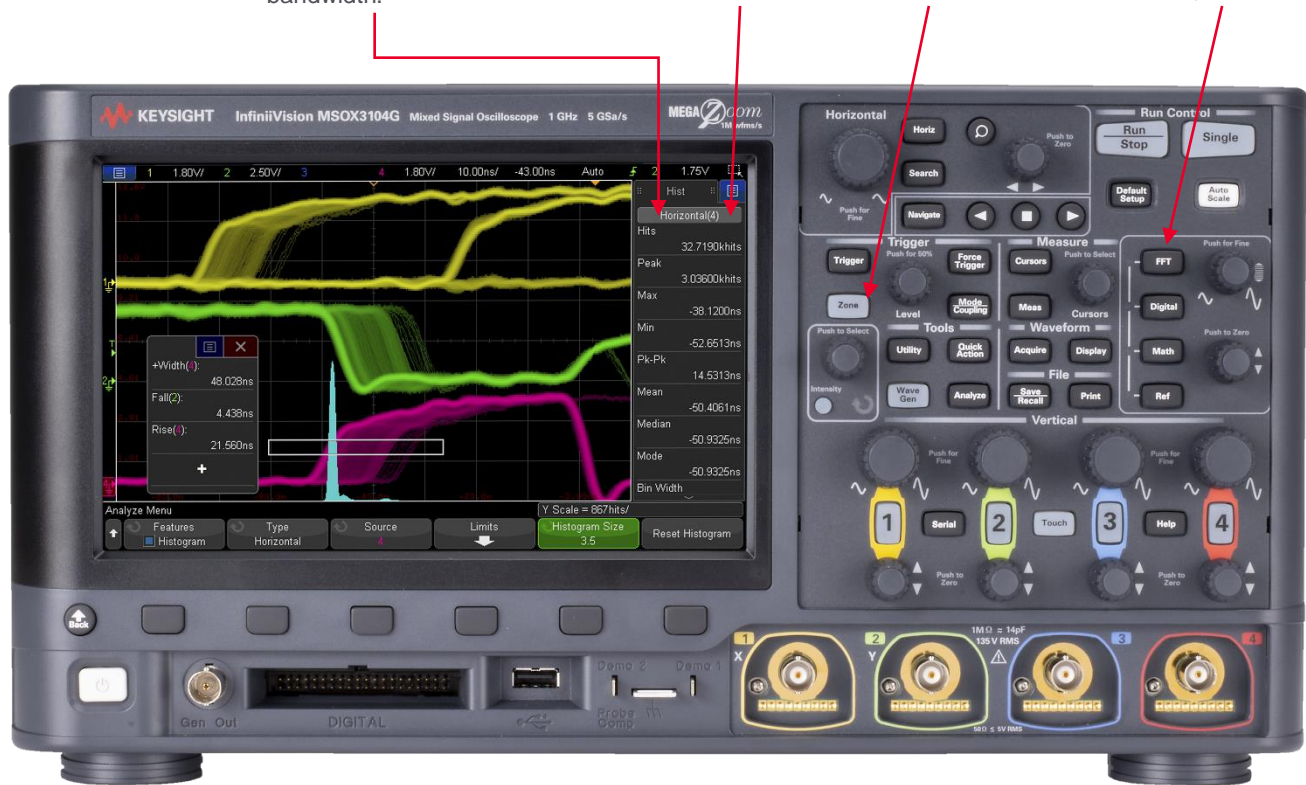 bandwidth.
KEYSIGHT InfiniiVision MSOX3104G Mixed Signal Oscilloscope 1 GHz 5 GSa/s MEGA Zoom
1M wfms/s
1 1.80V/ 2 2.50V/ 3 4 1.80V/ 10.00ns/ -43.00ns Auto 2 1.75V
Hist
Horizontal(4)
Hits
32.7190khits
Peak
3.03600khits
Max
-38.1200ns
Min
-52.6513ns
Pk-Pk
14.5313ns
Mean
-50.4061ns
Median
-50.9325ns
Mode
-50.9325ns
Bin Width
+Width(4):
48.028ns
Fall(2):
4.438ns
Rise(4):
21.560ns
+
Analyze Menu
Y Scale = 867hits/
Features
Histogram
Type
Horizontal
Source
4
Limits
Histogram Size
3.5
Reset Histogram
Back
Horizontal
Horiz
Push to
Zero
Search
Push for
Fine
Navigate
Run Control
Run
Stop
Single
Default
Setup
Auto
Scale
Trigger
Trigger
Push for 50%
Force
Trigger
Zone
Level
Mode
Coupling
Measure
Cursors
Push to Select
Meas
Cursors
FFT
Push for Fine
Digital
Push to Zero
Math
Ref
Push to Select
Intensity
Tools
Utility
Quick
Action
Wave
Gen
Analyze
Waveform
Acquire
Display
File
Save
Recall
Print
Vertical
Push for
Fine
Push for
Fine
1
Serial
2
Touch
3
Help
4
Push to
Zero
Push to
Zero
Gen Out
DIGITAL
Demo 2
Demo 1
Probe
Comp
1
X
2
Y
1MΩ ≈ 14pF
135 V RMS
3
4
50Ω ≤ 5V RMS